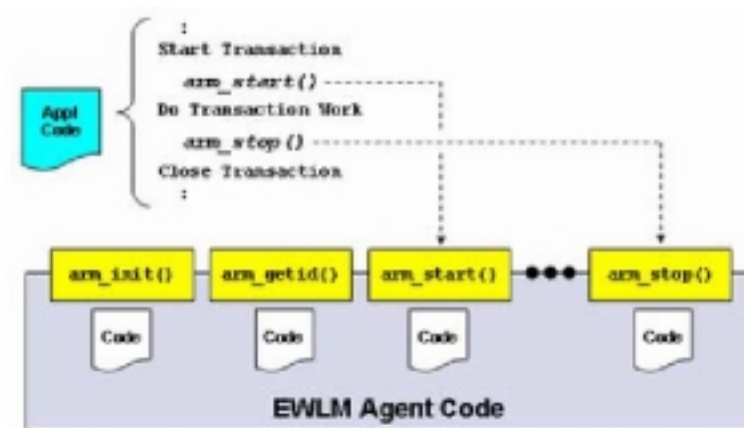 :
Start Transaction
arm_start()
Do Transaction Work
arm_stop()
Close Transaction
:
Appl
Code
arm_init() arm_getid() arm_start() arm_stop()
Code Code Code Code
EWLM Agent Code